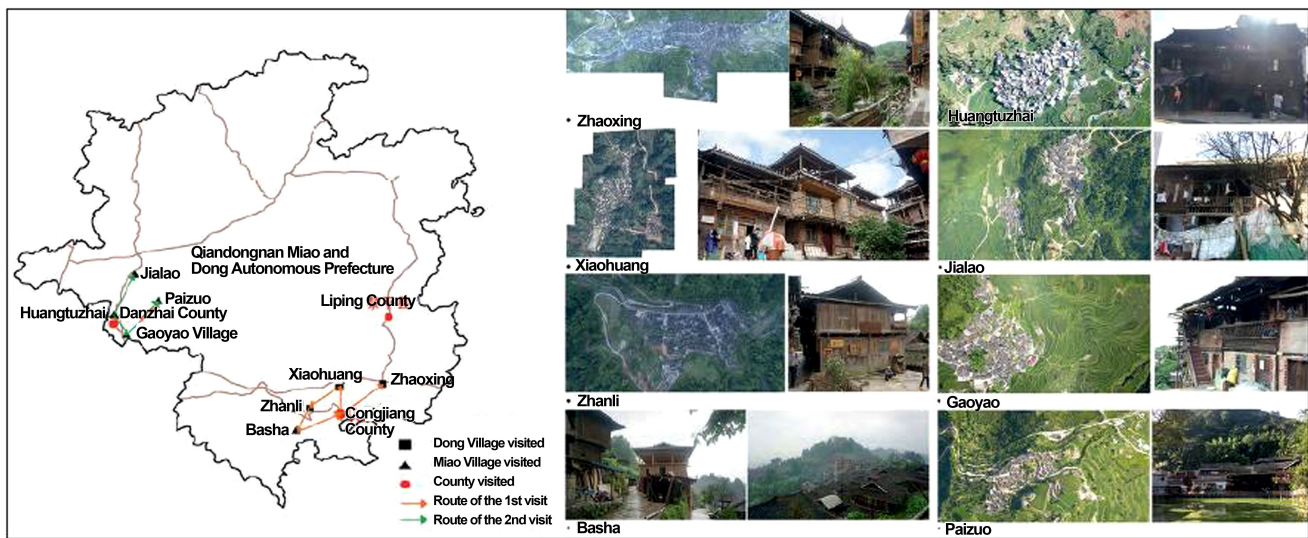 Qiandongnan Miao and
Dong Autonomous Prefecture
Jialao
Paizuo
Huangtuzhai
Danzhai County
Gaoyao Village
Liping County
Xiaohuang
Zhaoxing
Zhanli
Congjiang
County
Basha
Dong Village visited
Miao Village visited
County visited
Route of the 1st visit
Route of the 2nd visit
• Zhaoxing
• Xiaohuang
• Zhanli
• Basha
Huangtuzhai
• Jialao
• Gaoyao
• Paizuo